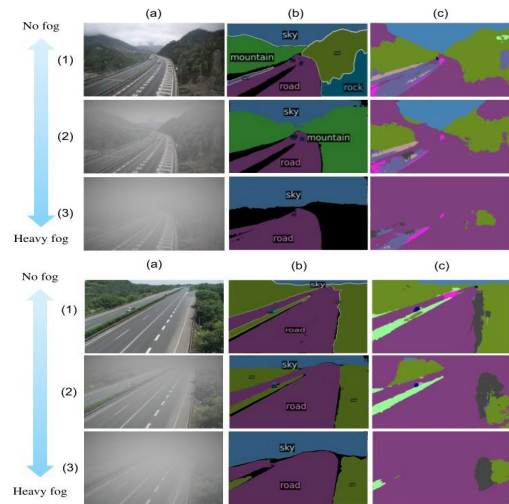 (a) (b) (c)
No fog
(1)
sky
mountain
road
rock
(2)
sky
mountain
road
(3)
sky
road
Heavy fog
(a) (b) (c)
No fog
(1)
sky
road
(2)
sky
road
(3)
sky
road
Heavy fog